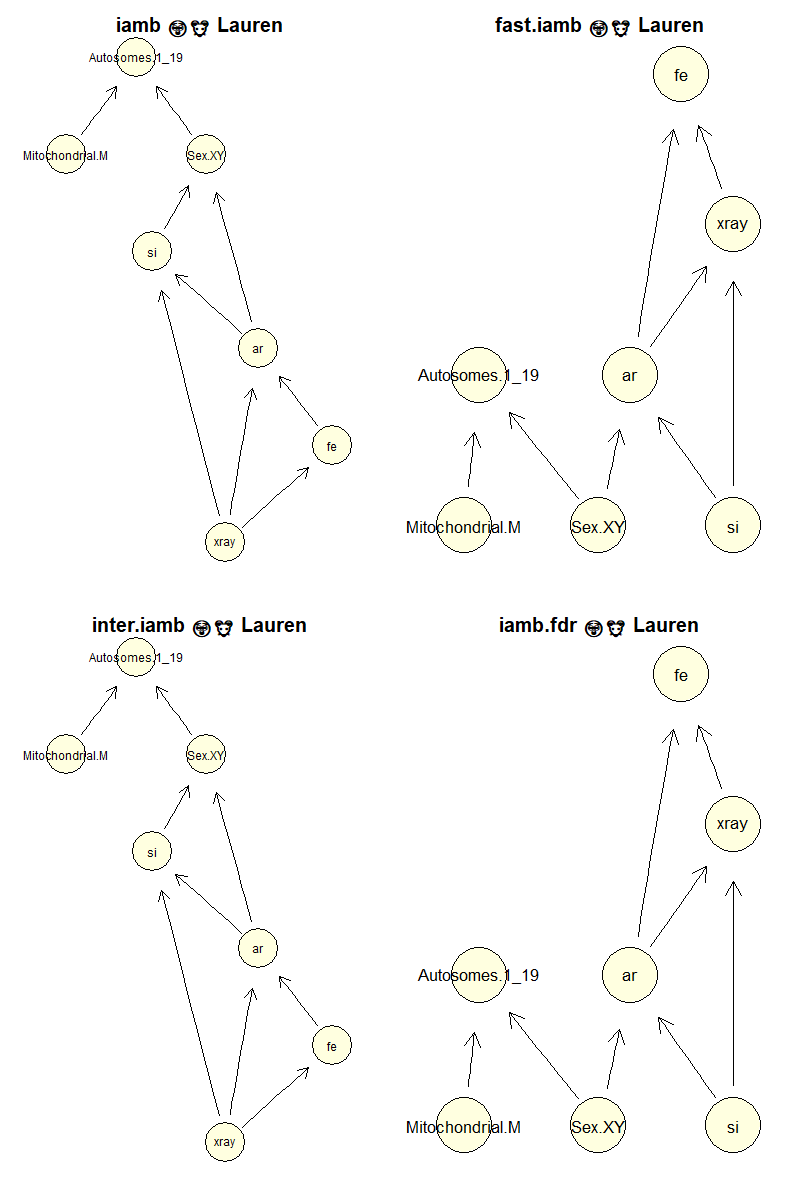 iamb 😷🐮 Lauren
Autosomes.1_19
Mitochondrial.M
Sex.XY
si
ar
fe
xray
fast.iamb 😷🐮 Lauren
fe
xray
Autosomes.1_19
ar
Mitochondrial.M
Sex.XY
si
inter.iamb 😷🐮 Lauren
Autosomes.1_19
Mitochondrial.M
Sex.XY
si
ar
fe
xray
iamb.fdr 😷🐮 Lauren
fe
xray
Autosomes.1_19
ar
Mitochondrial.M
Sex.XY
si